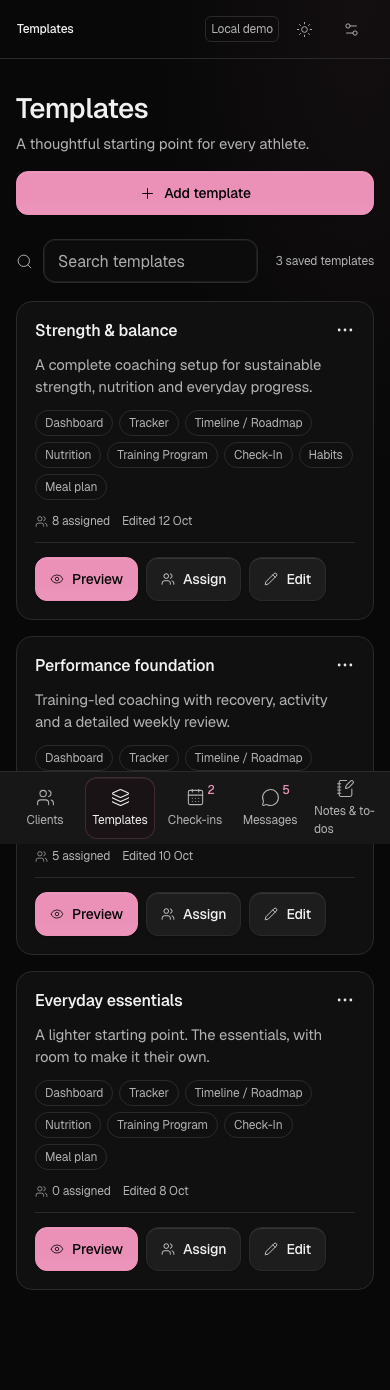 Templates
Local demo
Templates
A thoughtful starting point for every athlete.
Add template
Search templates
3 saved templates
Strength & balance
A complete coaching setup for sustainable
strength, nutrition and everyday progress.
Dashboard Tracker Timeline / Roadmap
Nutrition Training Program Check-In Habits
Meal plan
8 assigned Edited 12 Oct
Preview Assign Edit
Performance foundation
Training-led coaching with recovery, activity
and a detailed weekly review.
Dashboard Tracker Timeline / Roadmap
Clients
Templates
2
Check-ins
5
Messages
Notes & to-
dos
5 assigned Edited 10 Oct
Preview Assign Edit
Everyday essentials
A lighter starting point. The essentials, with
room to make it their own.
Dashboard Tracker Timeline / Roadmap
Nutrition Training Program Check-In
Meal plan
0 assigned Edited 8 Oct
Preview Assign Edit